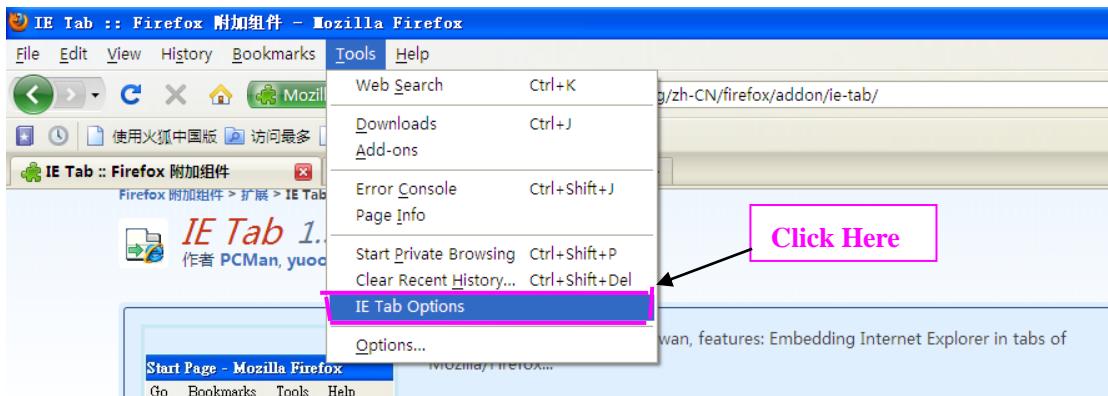 IE Tab :: Firefox 附加组件 - Mozilla Firefox
File Edit View History Bookmarks Tools Help
Web Search Ctrl+K
Mozill
g/zh-CN/firefox/addon/ie-tab/
Downloads Ctrl+J
使用火狐中国版 访问最多
Add-ons
IE Tab :: Firefox 附加组件
Error Console Ctrl+Shift+J
Firefox 附加组件 > 扩展 > IE Tab
Page Info
IE Tab 1.
Click Here
Start Private Browsing Ctrl+Shift+P
作者 PCMan, yuoo
Clear Recent History... Ctrl+Shift+Del
IE Tab Options
Options...
wan, features: Embedding Internet Explorer in tabs of
Mozilla/Firefox...
Start Page - Mozilla Firefox
Go Bookmarks Tools Help